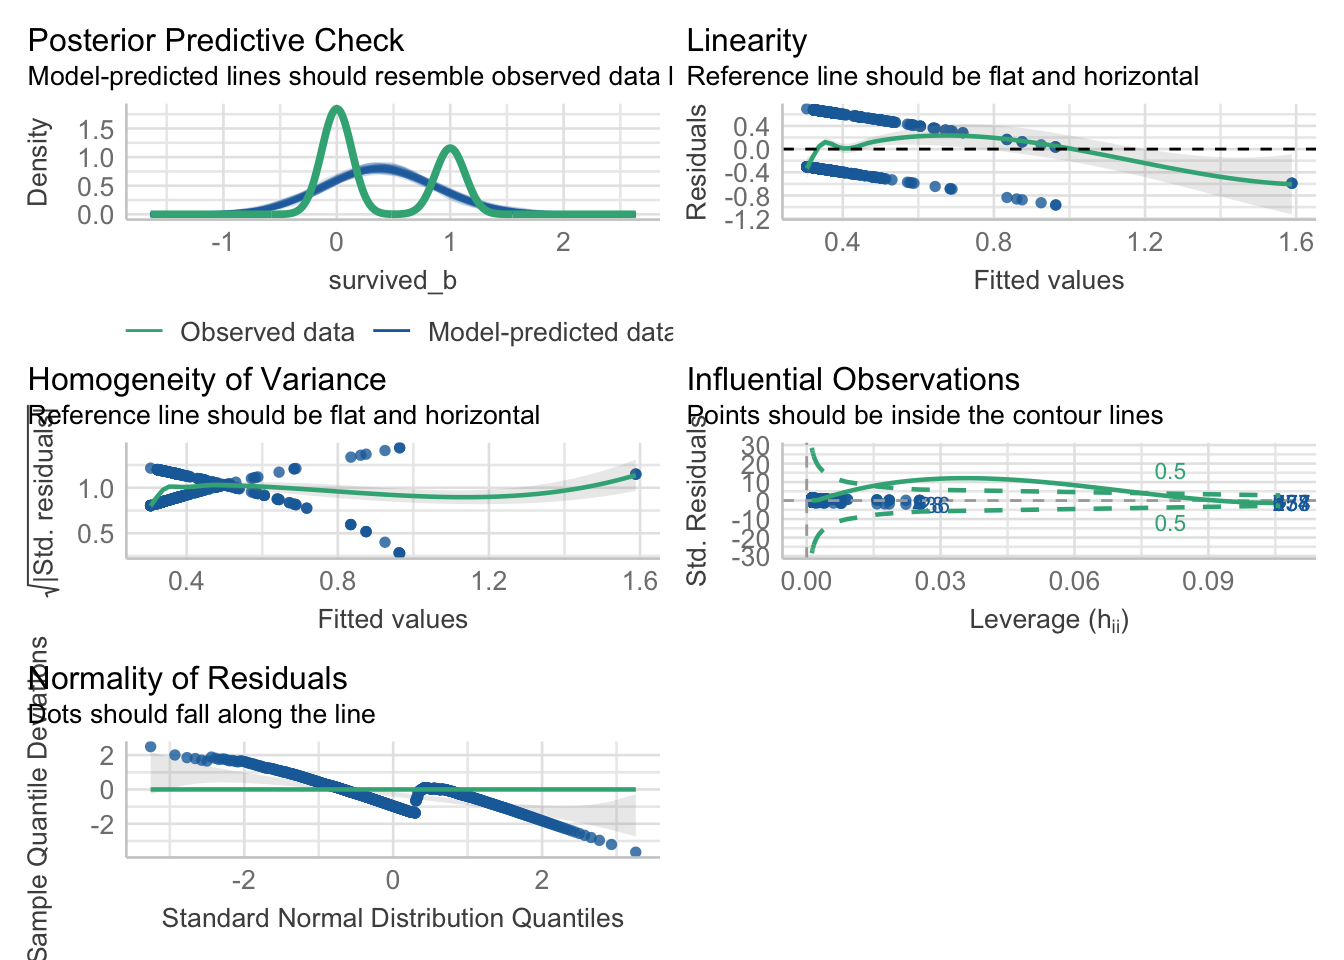 Posterior Predictive Check
Model-predicted lines should resemble observed data l
Density
1.5
1.0
0.5
0.0
-1 0 1 2
survived_b
Observed data Model-predicted data
Linearity
Reference line should be flat and horizontal
Residuals
0.4
0.0
-0.4
-0.8
-1.2
0.4 0.8 1.2 1.6
Fitted values
Homogeneity of Variance
Reference line should be flat and horizontal
√|Std. residuals|
1.0
0.5
0.4 0.8 1.2 1.6
Fitted values
Influential Observations
Points should be inside the contour lines
Std. Residuals
30
20
10
0
-10
-20
-30
0.5
0.5
0.00 0.03 0.06 0.09
Leverage (hii)
Normality of Residuals
Dots should fall along the line
Sample Quantile Deviations
2
0
-2
-2 0 2
Standard Normal Distribution Quantiles